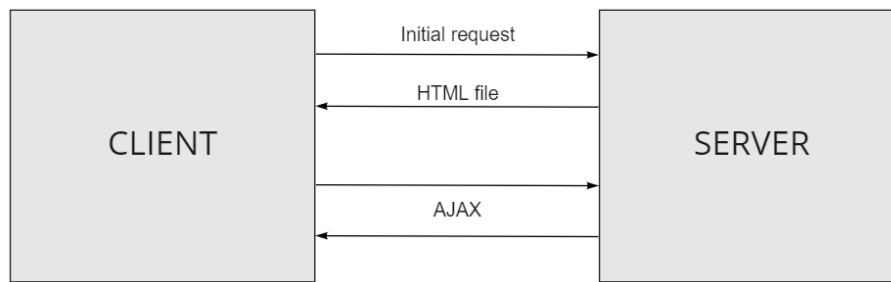 Initial request
HTML file
CLIENT
SERVER
AJAX